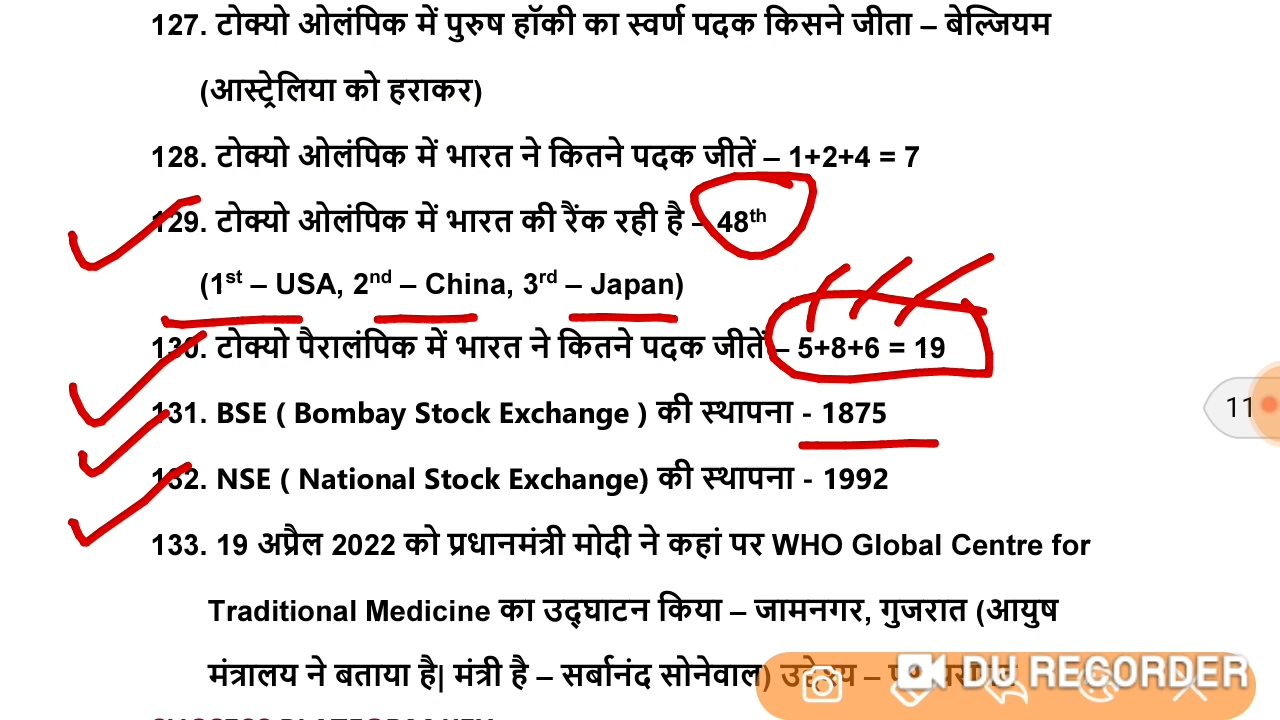 127. टोक्यो ओलंपिक में पुरुष हॉकी का स्वर्ण पदक किसने जीता – बेल्जियम
(आस्ट्रेलिया को हराकर)
128. टोक्यो ओलंपिक में भारत ने कितने पदक जीतें – 1+2+4 = 7
129. टोक्यो ओलंपिक में भारत की रैंक रही है – 48th
(1st – USA, 2nd – China, 3rd – Japan)
130. टोक्यो पैरालंपिक में भारत ने कितने पदक जीतें – 5+8+6 = 19
131. BSE ( Bombay Stock Exchange ) की स्थापना - 1875
11
132. NSE ( National Stock Exchange) की स्थापना - 1992
133. 19 अप्रैल 2022 को प्रधानमंत्री मोदी ने कहां पर WHO Global Centre for
Traditional Medicine का उद्घाटन किया – जामनगर, गुजरात (आयुष
मंत्रालय ने बताया है| मंत्री है – सर्बानंद सोनेवाल) उद्देश्य –
DU RECORDER